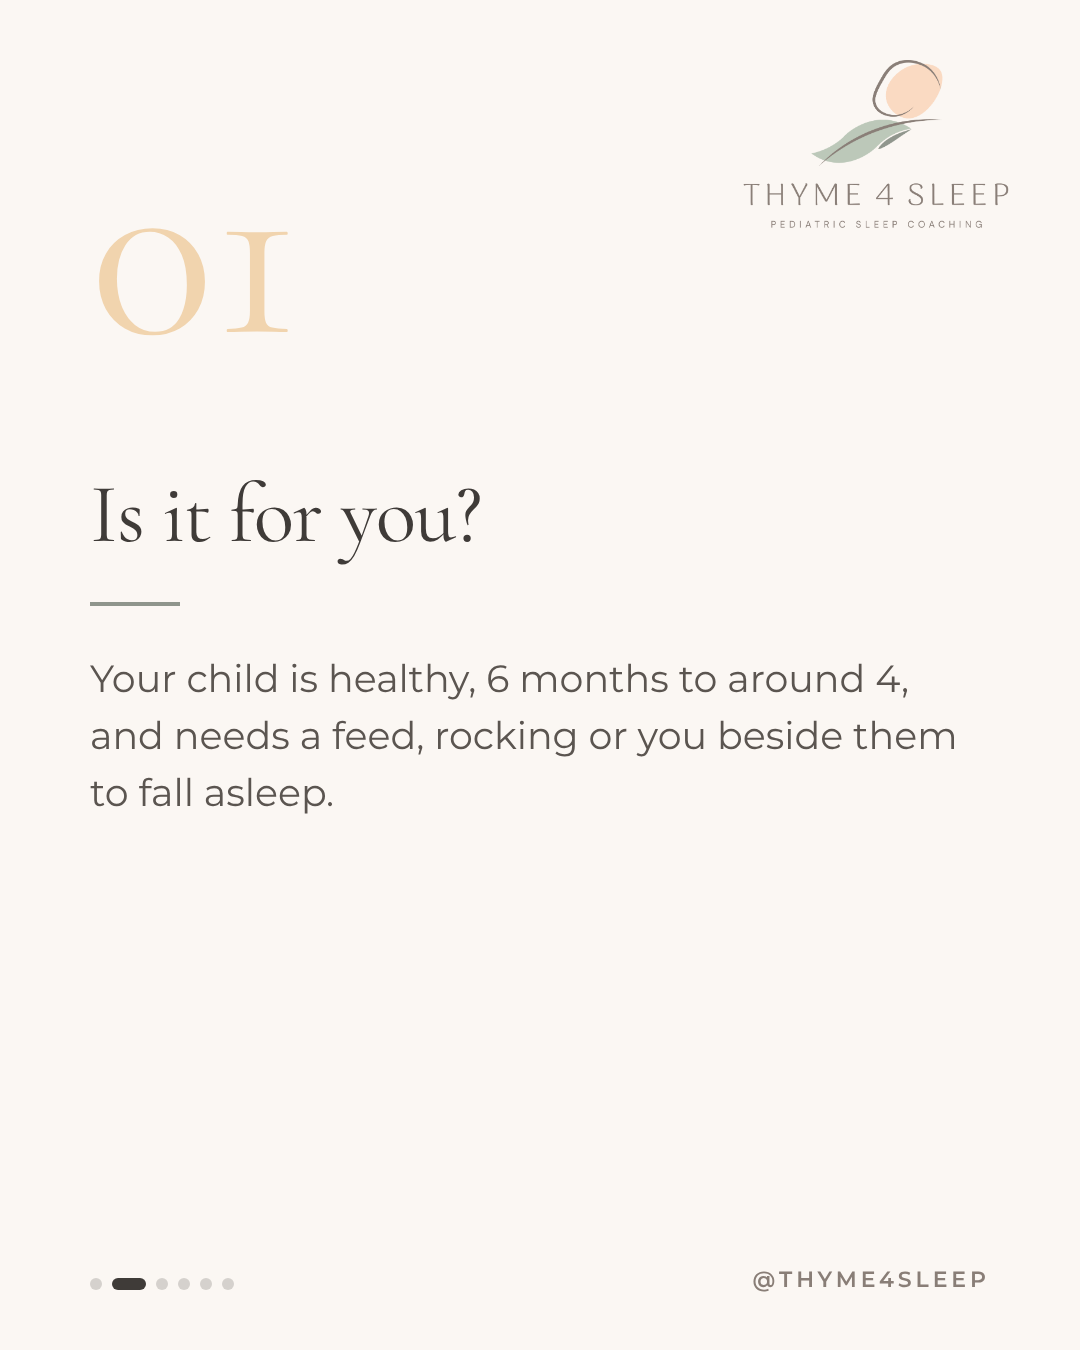 THYME 4 SLEEP
PEDIATRIC SLEEP COACHING
01
Is it for you?
Your child is healthy, 6 months to around 4,
and needs a feed, rocking or you beside them
to fall asleep.
@THYME4SLEEP